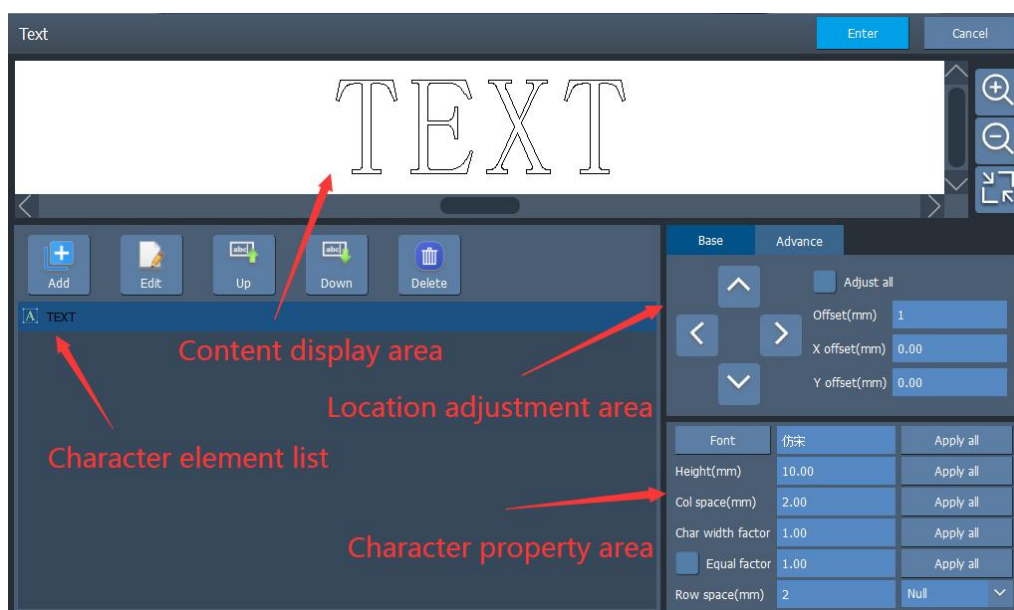 Text
Enter
Cancel
TEXT
Add
Edit
abc
Up
abc
Down
Delete
TEXT
Content display area
Location adjustment area
Character element list
Character property area
Base
Advance
Adjust all
Offset(mm) 1
X offset(mm) 0.00
Y offset(mm) 0.00
Font 仿宋 Apply all
Height(mm) 10.00 Apply all
Col space(mm) 2.00 Apply all
Char width factor 1.00 Apply all
Equal factor 1.00 Apply all
Row space(mm) 2 Null